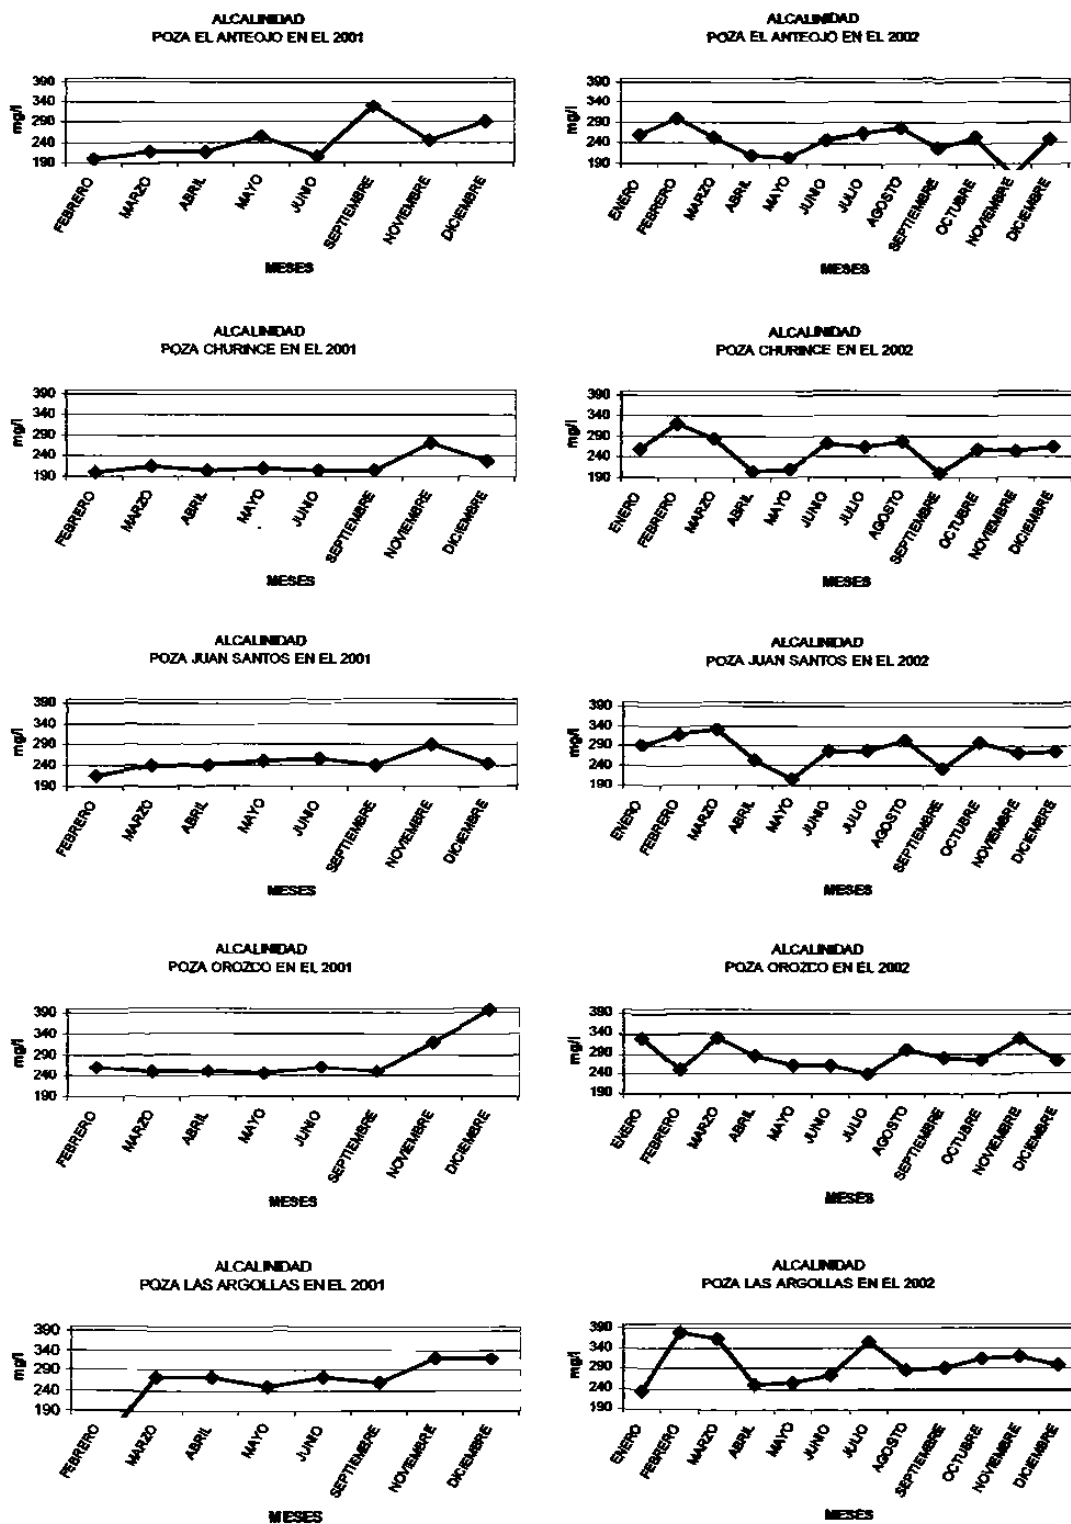 ALCALINIDAD
POZA EL ANTEOJO EN EL 2001
390
340
290
240
190
mg/l
FEBRERO
MARZO
ABRIL
MAYO
JUNIO
SEPTIEMBRE
NOVIEMBRE
DICIEMBRE
MESES
ALCALINIDAD
POZA EL ANTEOJO EN EL 2002
390
340
290
240
190
mg/l
ENERO
FEBRERO
MARZO
ABRIL
MAYO
JUNIO
JULIO
AGOSTO
SEPTIEMBRE
OCTUBRE
NOVIEMBRE
DICIEMBRE
MESES
ALCALINIDAD
POZA CHURINCE EN EL 2001
390
340
290
240
190
mg/l
FEBRERO
MARZO
ABRIL
MAYO
JUNIO
SEPTIEMBRE
NOVIEMBRE
DICIEMBRE
MESES
ALCALINIDAD
POZA CHURINCE EN EL 2002
390
340
290
240
190
mg/l
ENERO
FEBRERO
MARZO
ABRIL
MAYO
JUNIO
JULIO
AGOSTO
SEPTIEMBRE
OCTUBRE
NOVIEMBRE
DICIEMBRE
MESES
ALCALINIDAD
POZA JUAN SANTOS EN EL 2001
390
340
290
240
190
mg/l
FEBRERO
MARZO
ABRIL
MAYO
JUNIO
SEPTIEMBRE
NOVIEMBRE
DICIEMBRE
MESES
ALCALINIDAD
POZA JUAN SANTOS EN EL 2002
390
340
290
240
190
mg/l
ENERO
FEBRERO
MARZO
ABRIL
MAYO
JUNIO
JULIO
AGOSTO
SEPTIEMBRE
OCTUBRE
NOVIEMBRE
DICIEMBRE
MESES
ALCALINIDAD
POZA OROZCO EN EL 2001
390
340
290
240
190
mg/l
FEBRERO
MARZO
ABRIL
MAYO
JUNIO
SEPTIEMBRE
NOVIEMBRE
DICIEMBRE
MESES
ALCALINIDAD
POZA OROZCO EN EL 2002
390
340
290
240
190
mg/l
ENERO
FEBRERO
MARZO
ABRIL
MAYO
JUNIO
JULIO
AGOSTO
SEPTIEMBRE
OCTUBRE
NOVIEMBRE
DICIEMBRE
MESES
ALCALINIDAD
POZA LAS ARGOLLAS EN EL 2001
390
340
290
240
190
mg/l
FEBRERO
MARZO
ABRIL
MAYO
JUNIO
SEPTIEMBRE
NOVIEMBRE
DICIEMBRE
MESES
ALCALINIDAD
POZA LAS ARGOLLAS EN EL 2002
390
340
290
240
190
mg/l
ENERO
FEBRERO
MARZO
ABRIL
MAYO
JUNIO
JULIO
AGOSTO
SEPTIEMBRE
OCTUBRE
NOVIEMBRE
DICIEMBRE
MESES